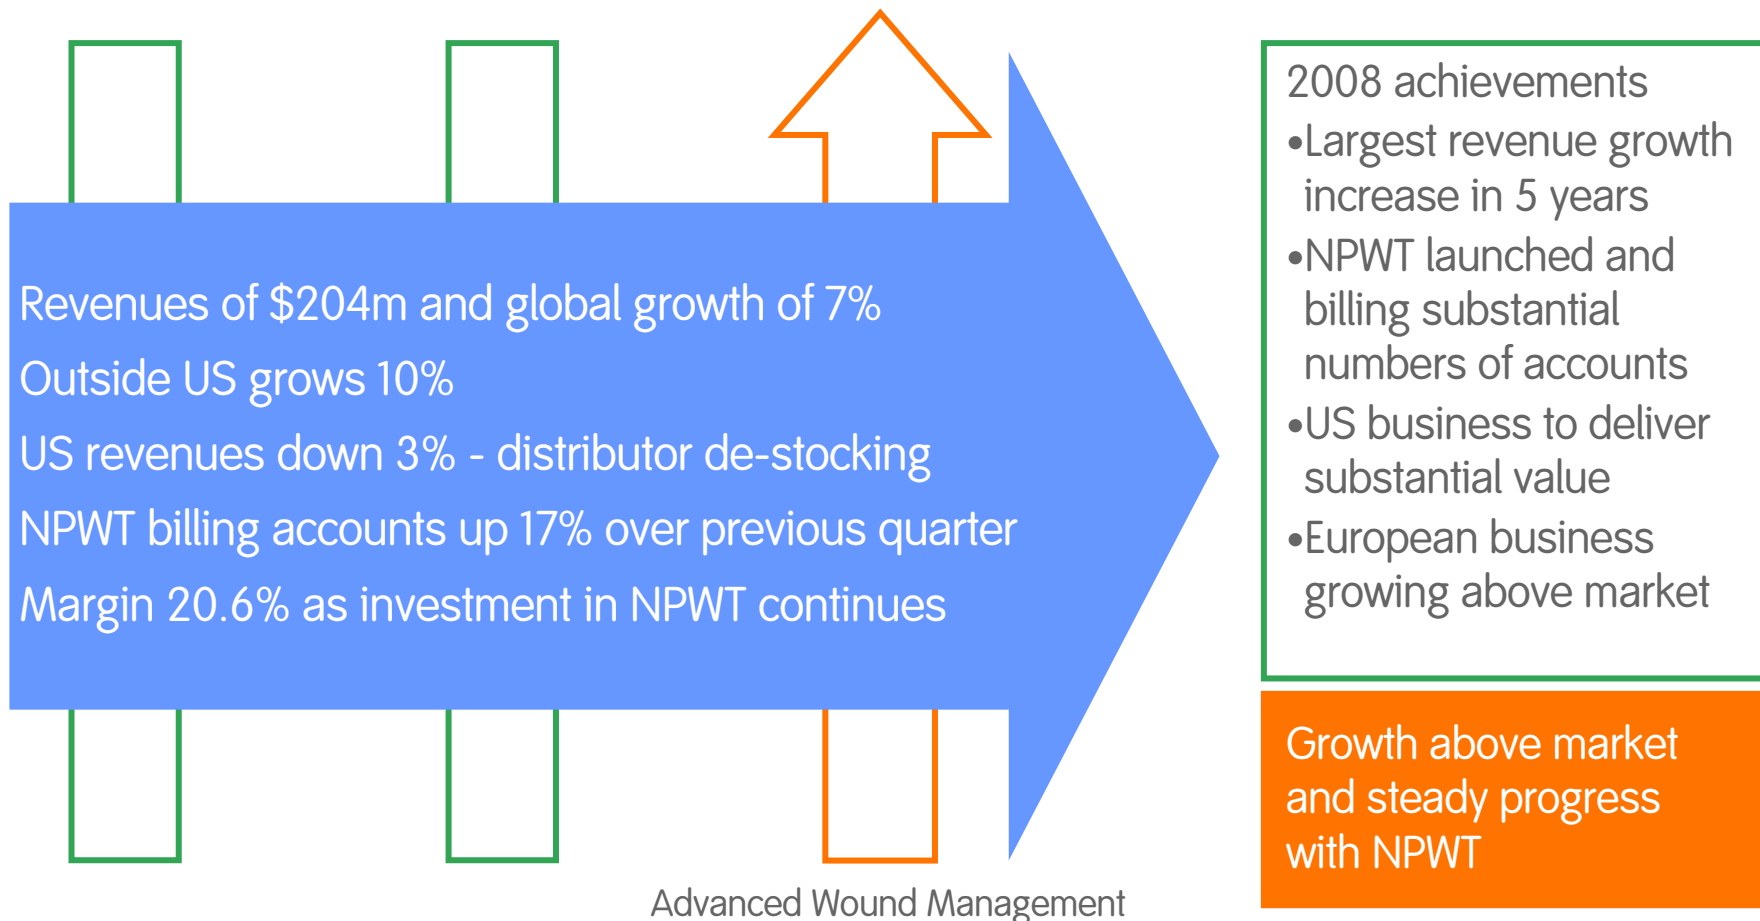 Revenues of $204m and global growth of 7%
Outside US grows 10%
US revenues down 3% - distributor de-stocking
NPWT billing accounts up 17% over previous quarter
Margin 20.6% as investment in NPWT continues
2008 achievements
•Largest revenue growth
increase in 5 years
•NPWT launched and
billing substantial
numbers of accounts
•US business to deliver
substantial value
•European business
growing above market
Growth above market
and steady progress
with NPWT
Advanced Wound Management